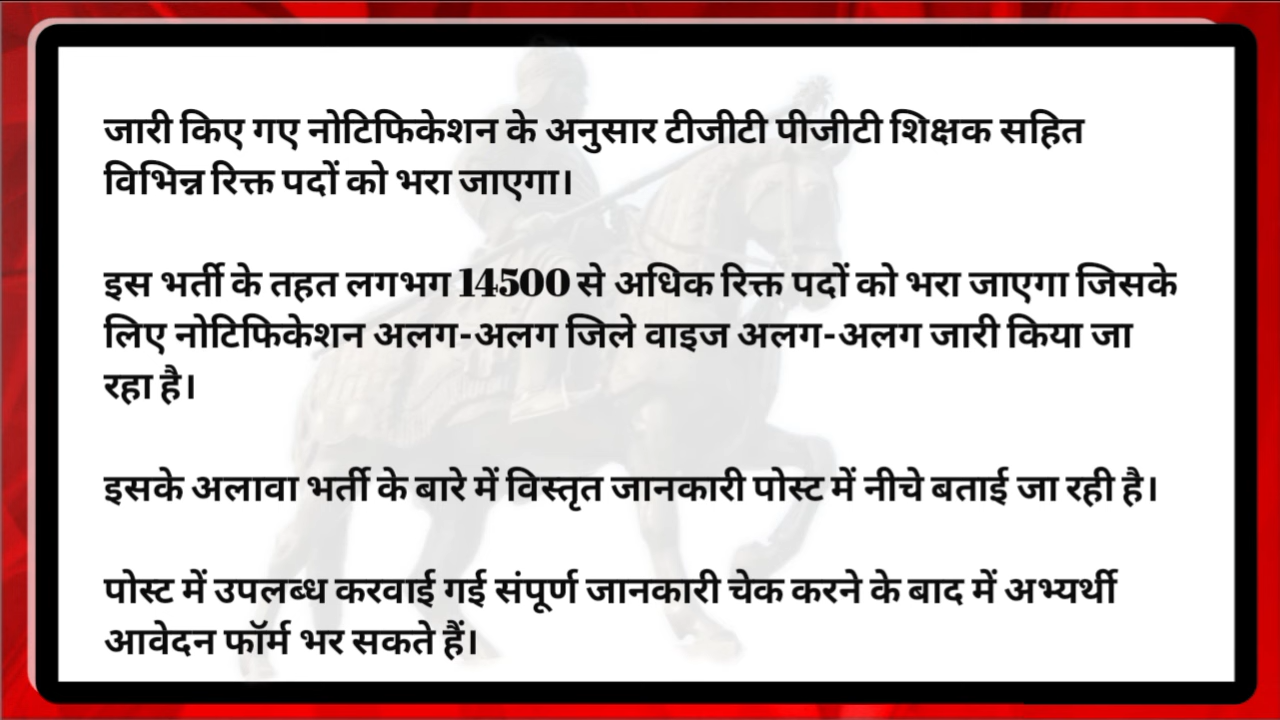 जारी किए गए नोटिफिकेशन के अनुसार टीजीटी पीजीटी शिक्षक सहित
विभिन्न रिक्त पदों को भरा जाएगा।
इस भर्ती के तहत लगभग 14500 से अधिक रिक्त पदों को भरा जाएगा जिसके
लिए नोटिफिकेशन अलग-अलग जिले वाइज अलग-अलग जारी किया जा
रहा है।
इसके अलावा भर्ती के बारे में विस्तृत जानकारी पोस्ट में नीचे बताई जा रही है।
पोस्ट में उपलब्ध करवाई गई संपूर्ण जानकारी चेक करने के बाद में अभ्यर्थी
आवेदन फॉर्म भर सकते हैं।